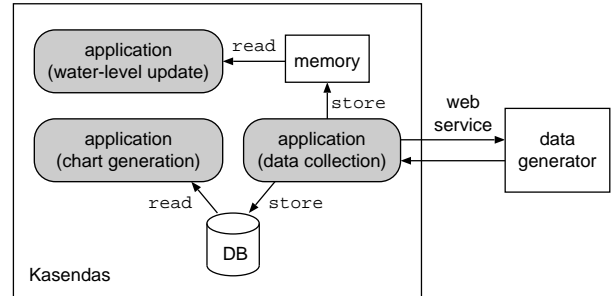 application
(water-level update)
read
memory
store
web
service
application
(chart generation)
application
(data collection)
data
generator
read
store
DB
Kasendas